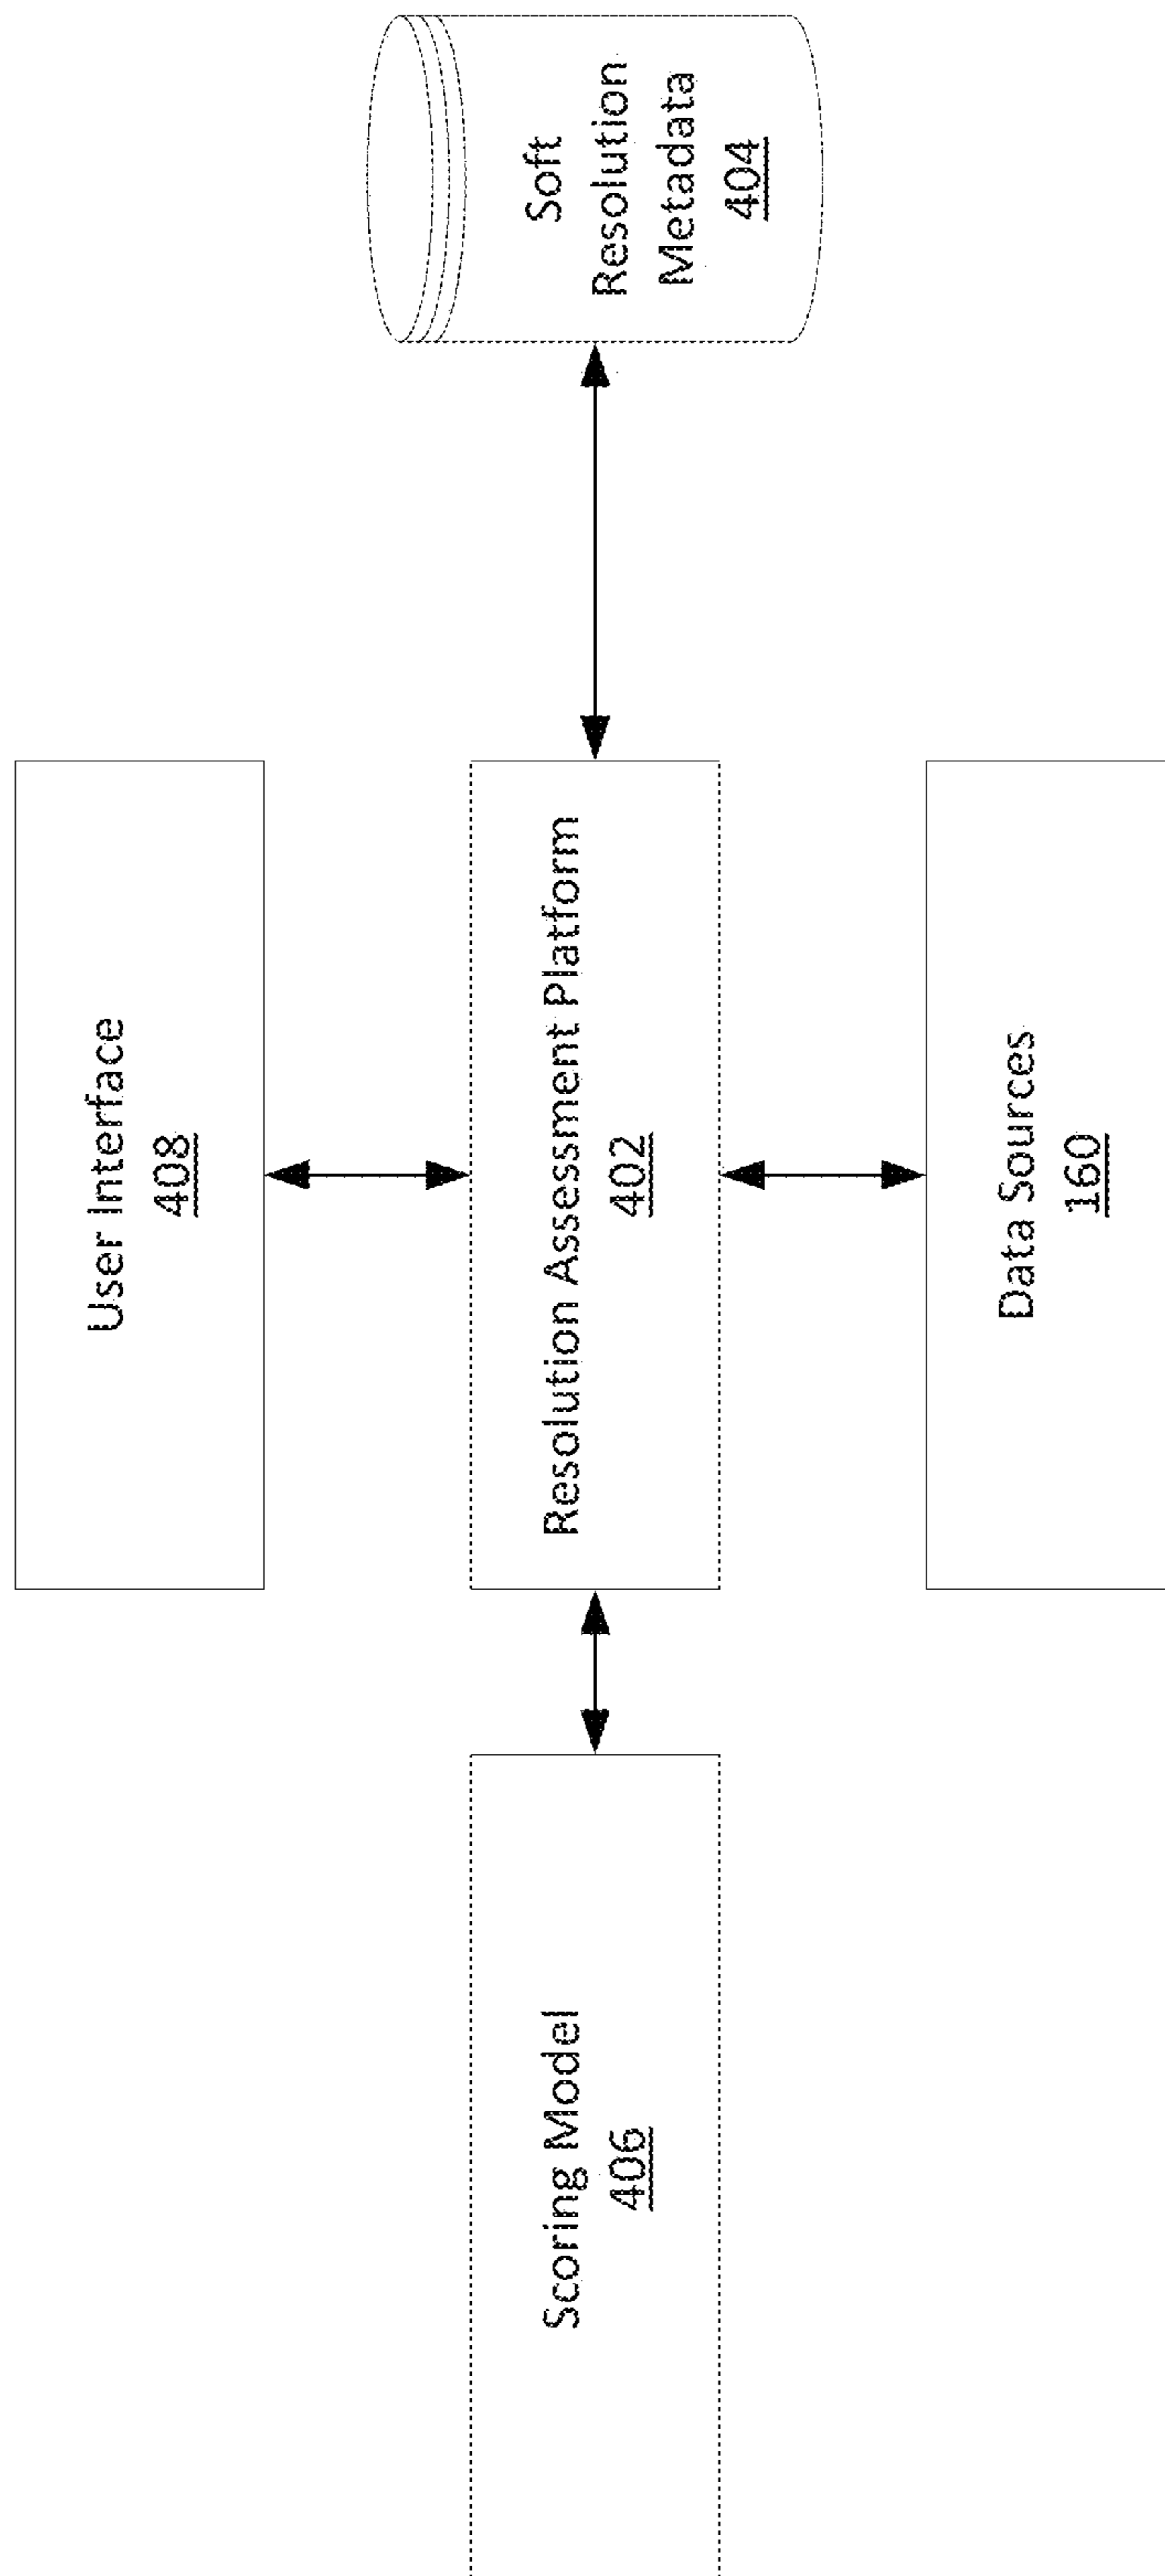 User Interface
408
Scoring Model
406
Resolution Assessment Platform
402
Soft
Resolution
Metadata
404
Data Sources
160